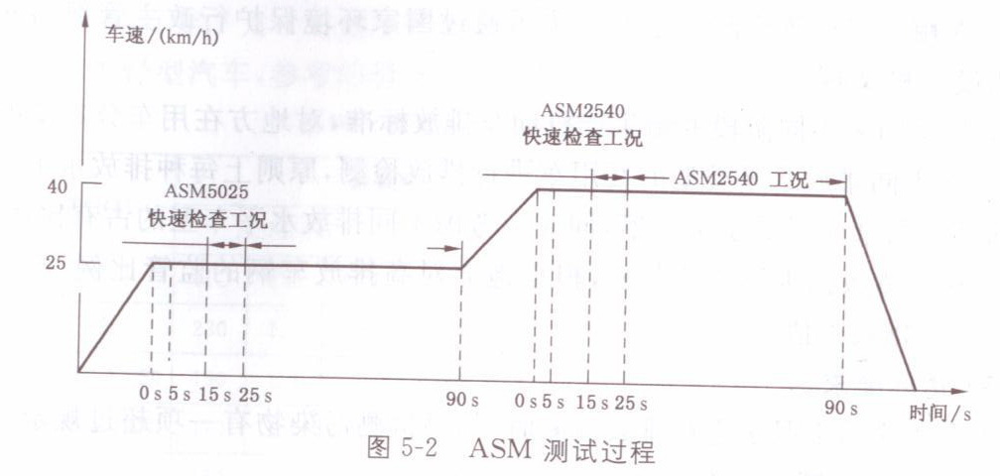 车速/(km/h)
ASM2540
快速检查工况
40
ASM5025
快速检查工况
ASM2540 工况
25
0 s 5 s 15 s 25 s
90 s
0 s 5 s 15 s 25 s
90 s
时间/s
图 5-2 ASM 测试过程